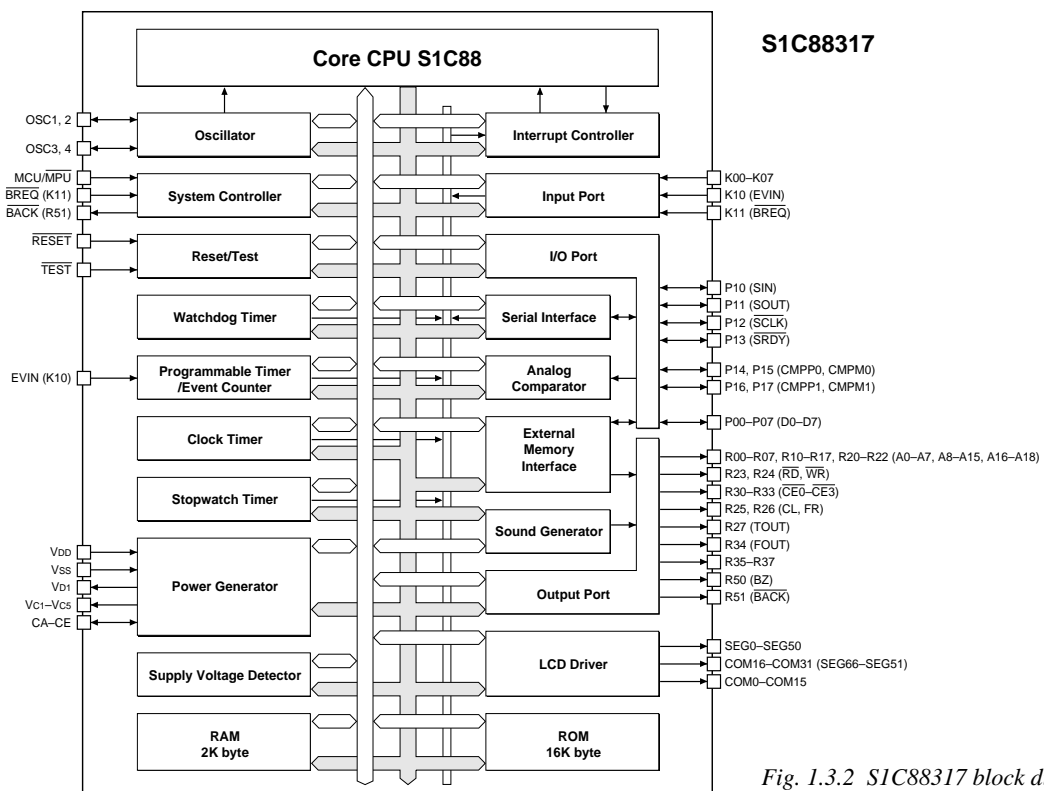 S1C88317
Core CPU S1C88
OSC1, 2
OSC3, 4
Oscillator
Interrupt Controller
MCU/MPU
BREQ (K11)
BACK (R51)
System Controller
Input Port
K00–K07
K10 (EVIN)
K11 (BREQ)
RESET
TEST
Reset/Test
I/O Port
P10 (SIN)
P11 (SOUT)
P12 (SCLK)
P13 (SRDY)
Watchdog Timer
Serial Interface
EVIN (K10)
Programmable Timer
/Event Counter
Analog
Comparator
P14, P15 (CMPP0, CMPM0)
P16, P17 (CMPP1, CMPM1)
P00–P07 (D0–D7)
Clock Timer
External
Memory
Interface
R00–R07, R10–R17, R20–R22 (A0–A7, A8–A15, A16–A18)
R23, R24 (RD, WR)
R30–R33 (CE0–CE3)
R25, R26 (CL, FR)
R27 (TOUT)
R34 (FOUT)
R35–R37
R50 (BZ)
R51 (BACK)
Stopwatch Timer
Sound Generator
VDD
VSS
VD1
VC1–VC5
CA–CE
Power Generator
Output Port
Supply Voltage Detector
LCD Driver
SEG0–SEG50
COM16–COM31 (SEG66–SEG51)
COM0–COM15
RAM
2K byte
ROM
16K byte
Fig. 1.3.2 S1C88317 block d